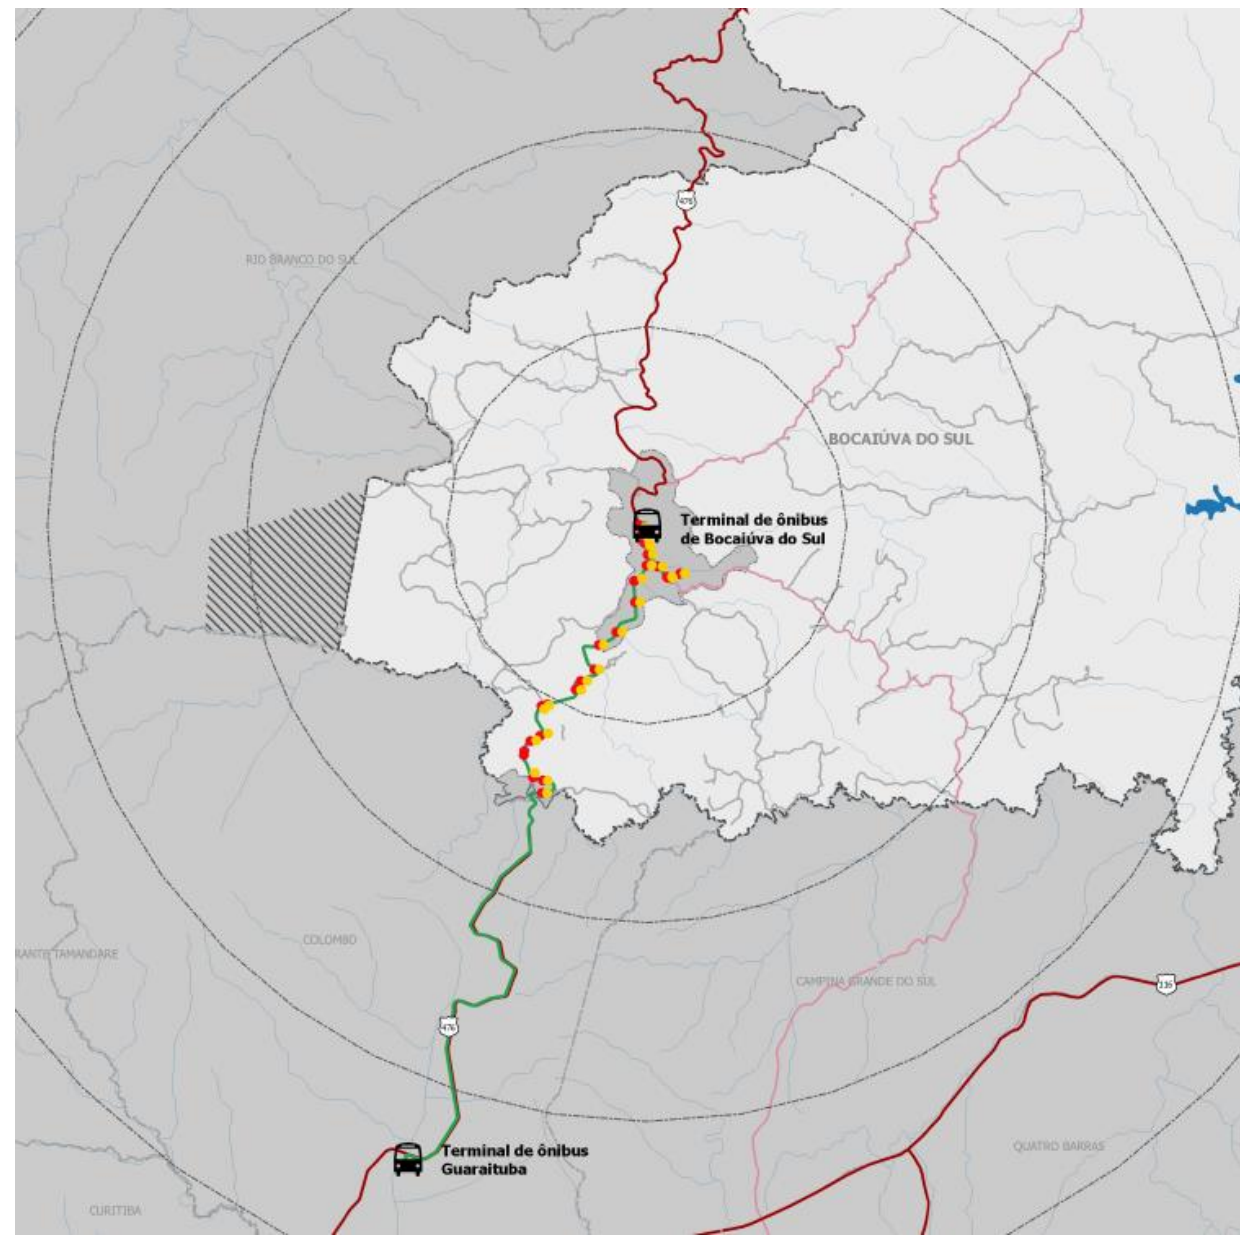 476
RIO BRANCO DO SUL
BOCAIÚVA DO SUL
Terminal de ônibus
de Bocaiúva do Sul
COLOMBO
RANTE TAMANDARE
CAMPINA GRANDE DO SUL
116
476
Terminal de ônibus
Guaraituba
QUATRO BARRAS
CURITIBA